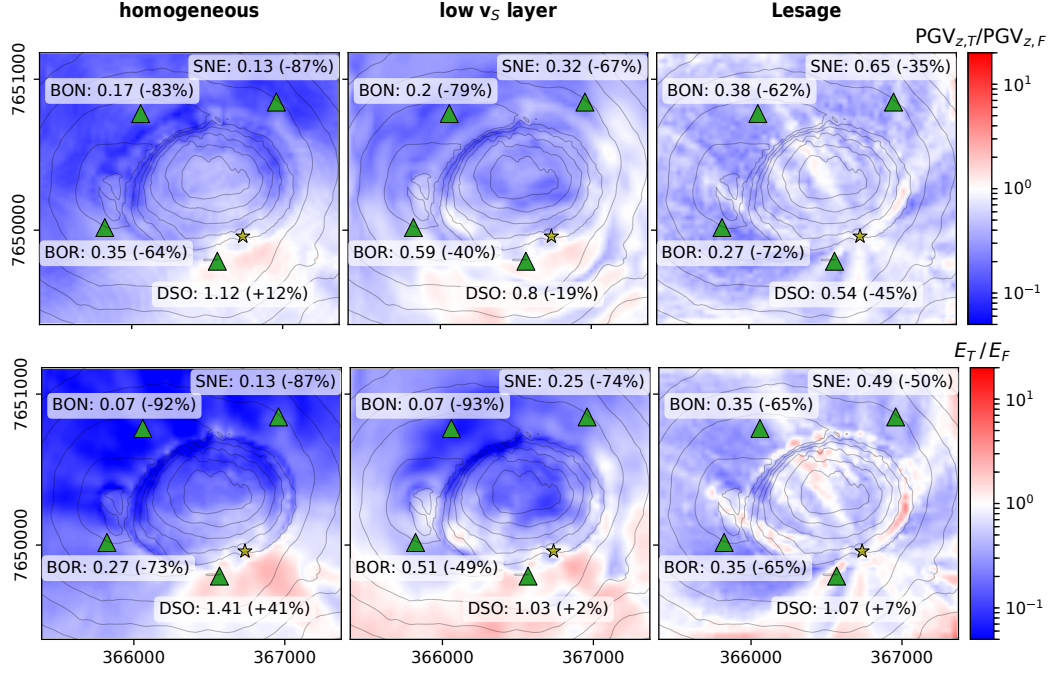 homogeneous
low v_S layer
Lesage
PGV_{z,T}/PGV_{z,F}
7651000
7650000
SNE: 0.13 (-87%)
BON: 0.17 (-83%)
BOR: 0.35 (-64%)
DSO: 1.12 (+12%)
SNE: 0.32 (-67%)
BON: 0.2 (-79%)
BOR: 0.59 (-40%)
DSO: 0.8 (-19%)
SNE: 0.65 (-35%)
BON: 0.38 (-62%)
BOR: 0.27 (-72%)
DSO: 0.54 (-45%)
10^1
10^0
10^{-1}
E_T / E_F
7651000
7650000
SNE: 0.13 (-87%)
BON: 0.07 (-92%)
BOR: 0.27 (-73%)
DSO: 1.41 (+41%)
SNE: 0.25 (-74%)
BON: 0.07 (-93%)
BOR: 0.51 (-49%)
DSO: 1.03 (+2%)
SNE: 0.49 (-50%)
BON: 0.35 (-65%)
BOR: 0.35 (-65%)
DSO: 1.07 (+7%)
10^1
10^0
10^{-1}
366000 367000
366000 367000
366000 367000